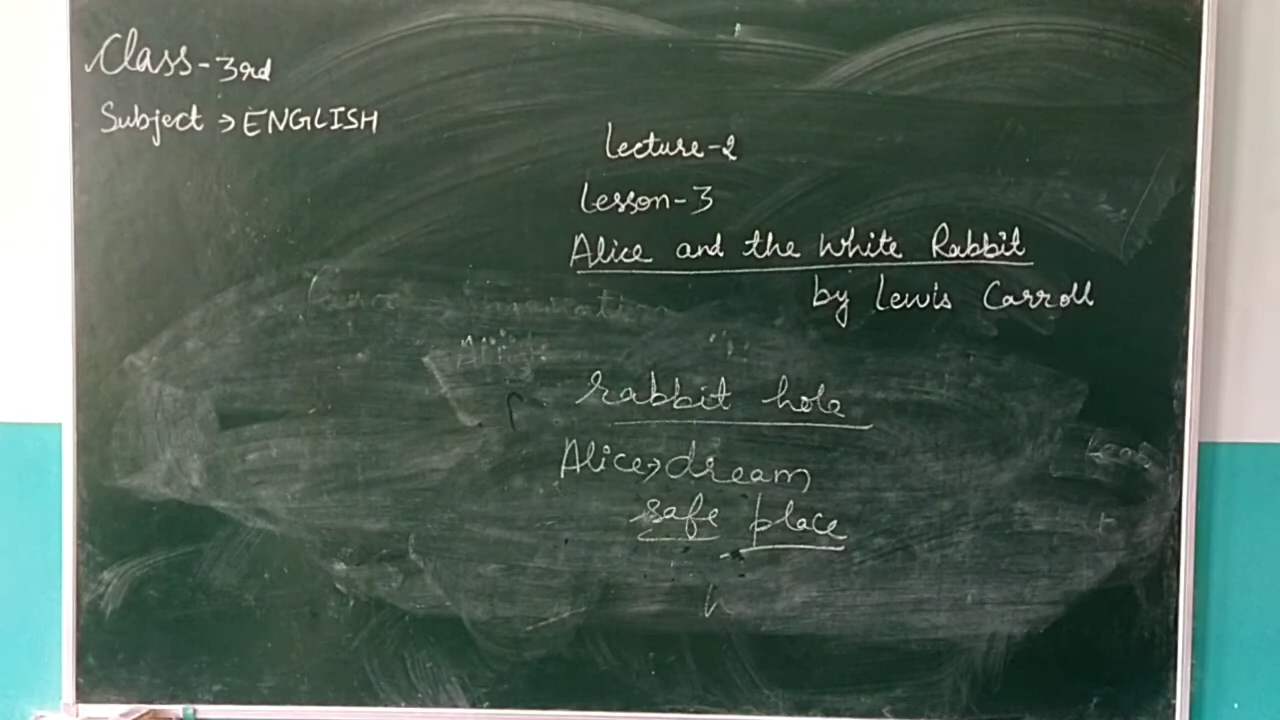 Class-3rd
Subject → ENGLISH
Lecture-2
Lesson-3
Alice and the White Rabbit
by Lewis Carroll
rabbit hole
Alice→dream
safe place